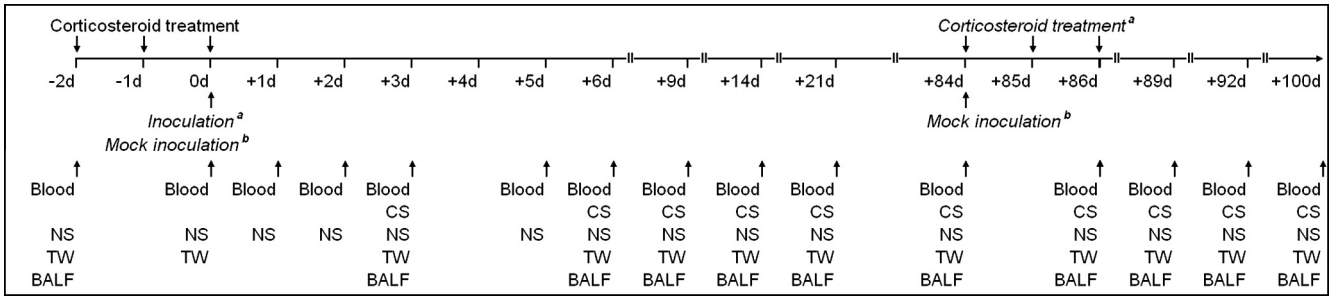 Corticosteroid treatment Corticosteroid treatment a
-2d -1d 0d +1d +2d +3d +4d +5d +6d +9d +14d +21d +84d +85d +86d +89d +92d +100d
Inoculation a Mock inoculation b
Mock inoculation b
Blood Blood Blood Blood Blood Blood Blood Blood Blood Blood Blood Blood Blood Blood Blood
CS CS CS CS CS CS CS CS CS CS
NS NS NS NS NS NS NS NS NS NS NS NS NS NS NS
TW TW TW TW TW TW TW TW TW TW TW TW
BALF BALF BALF BALF BALF BALF BALF BALF BALF BALF BALF